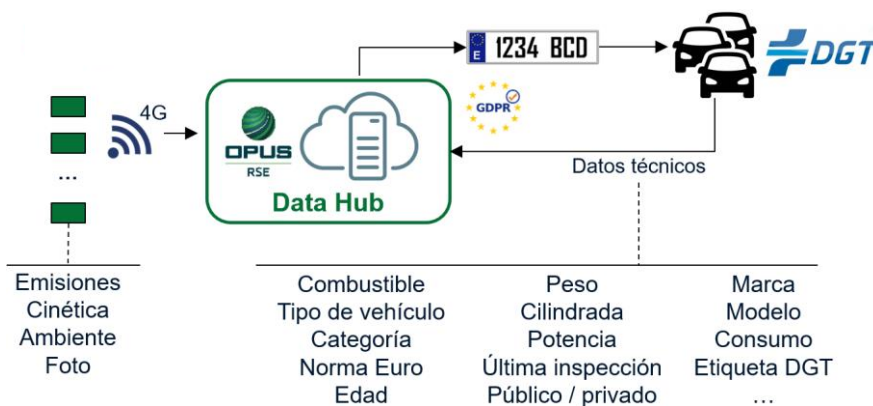 E
1234 BCD
DGT
4G
GDPR
OPUS
RSE
Data Hub
...
Datos técnicos
Emisiones
Cinética
Ambiente
Foto
Combustible
Tipo de vehículo
Categoría
Norma Euro
Edad
Peso
Cilindrada
Potencia
Última inspección
Público / privado
Marca
Modelo
Consumo
Etiqueta DGT
...